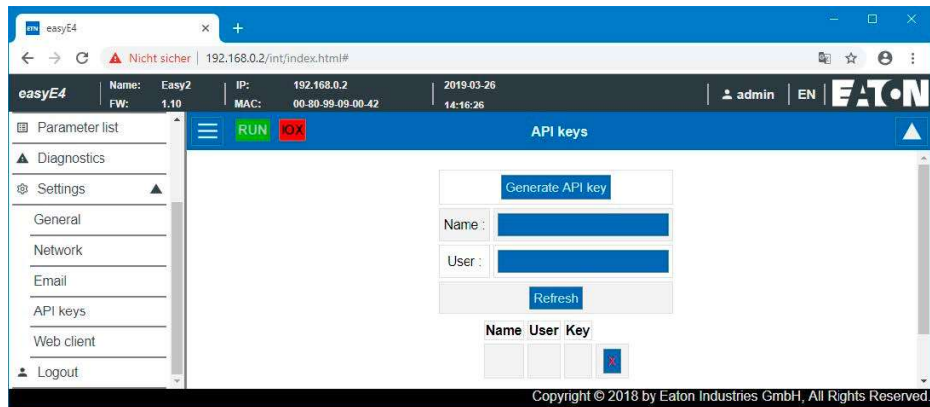 ETN easyE4
Nicht sicher | 192.168.0.2/int/index.html#
easyE4
Name: Easy2
FW: 1.10
IP: 192.168.0.2
MAC: 00-80-99-09-00-42
2019-03-26
14:16:26
admin
EN
EATON
Parameter list
Diagnostics
Settings
General
Network
Email
API keys
Web client
Logout
RUN
IOX
API keys
Generate API key
Name :
User :
Refresh
Name User Key
X
Copyright © 2018 by Eaton Industries GmbH, All Rights Reserved.